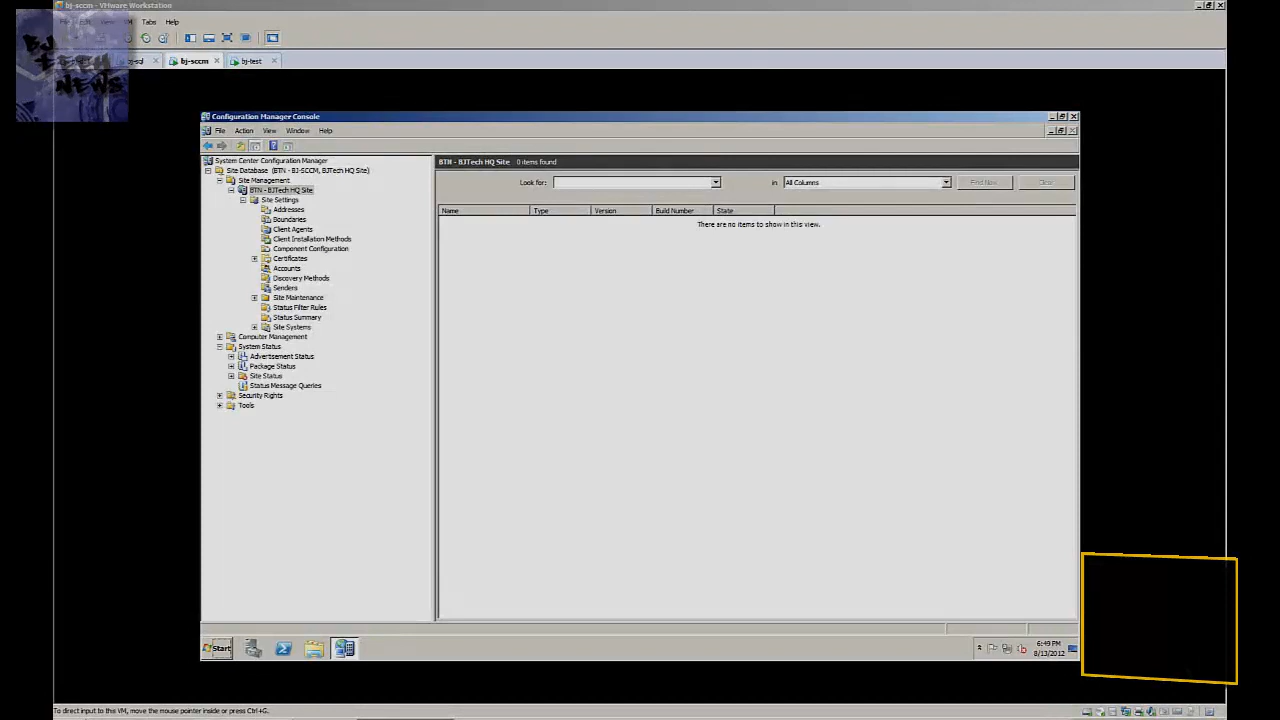 bj-sccm - VMware Workstation
Tabs Help
bj-sccm
bj-test
BJ
TECH
NEWS
Configuration Manager Console
File Action View Window Help
System Center Configuration Manager
Site Database (BTN - BJ-SCCM, BJTech HQ Site)
Site Management
BTN - BJTech HQ Site
Site Settings
Addresses
Boundaries
Client Agents
Client Installation Methods
Component Configuration
Certificates
Accounts
Discovery Methods
Senders
Site Maintenance
Status Filter Rules
Status Summary
Site Systems
Computer Management
System Status
Advertisement Status
Package Status
Site Status
Status Message Queries
Security Rights
Tools
BTN - BJTech HQ Site 0 items found
Look for: in All Columns Find Now Clear
Name Type Version Build Number State
There are no items to show in this view.
Start
6:49 PM
8/13/2012
To direct input to this VM, move the mouse pointer inside or press Ctrl+G.